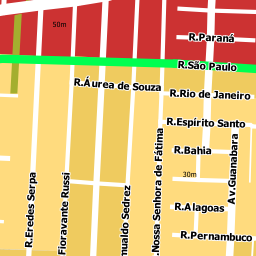 50m
R.Paraná
R.São Paulo
R.Áurea de Souza
R.Rio de Janeiro
R.Espírito Santo
R.Bahia
30m
R.Alagoas
R.Pernambuco
R.Eredes Serpa
Fioravante Russi
mualdo Sedrez
.Nossa Senhora de Fátima
Av.Guanabara